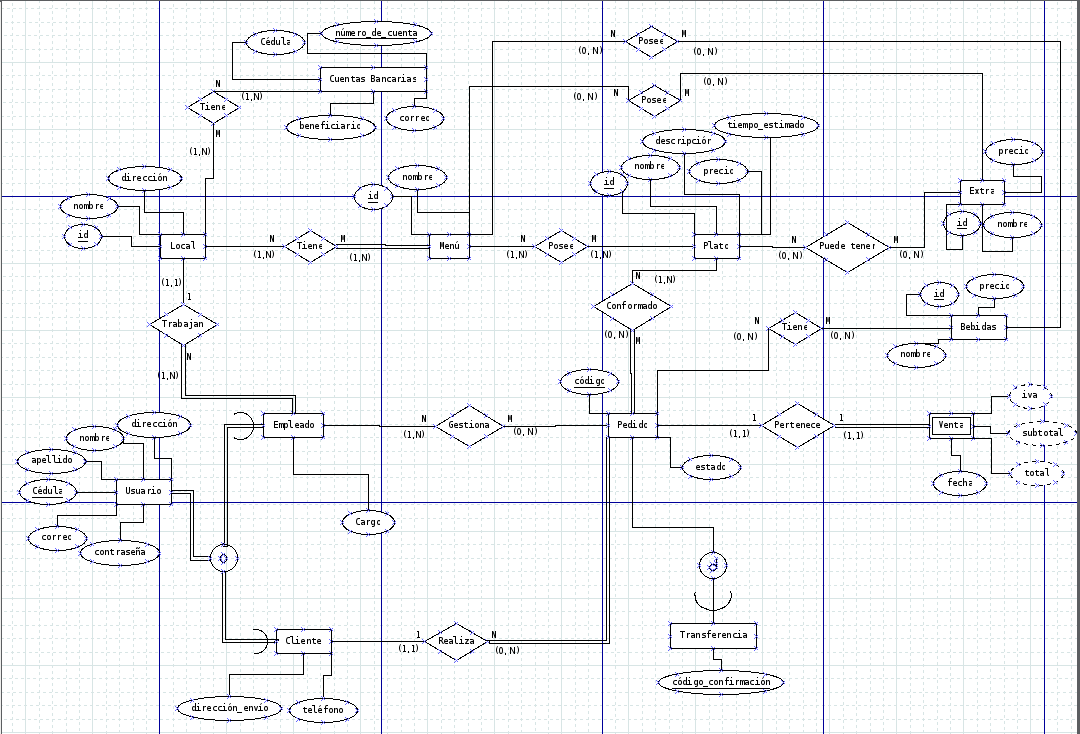 Posee
N
M
(0, N)
(0, N)
Cédula
número_de_cuenta
Cuentas Bancarias
N
(1,N)
Tiene
M
(1,N)
beneficiario
correo
Posee
N
M
(0, N)
(0, N)
tiempo_estimado
descripción
nombre
precio
id
precio
Extra
id
nombre
dirección
nombre
id
Local
nombre
id
N
Tiene
M
(1,N)
(1,N)
Menú
N
Posee
M
(1,N)
(1,N)
Plato
N
Puede tener
M
(0, N)
(0, N)
(1,1)
1
Trabajan
N
(1,N)
N
(1,N)
Conformado
(0, N)
M
id
precio
N
Tiene
M
(0, N)
(0, N)
Bebidas
nombre
código
dirección
nombre
apellido
Cédula
Usuario
correo
contraseña
Empleado
N
Gestiona
M
(1,N)
(0, N)
Pedido
1
Pertenece
1
(1,1)
(1,1)
Venta
iva
subtotal
total
fecha
estado
Cargo
d
Cliente
1
Realiza
N
(1,1)
(0, N)
Transferencia
código_confirmación
dirección_envío
teléfono